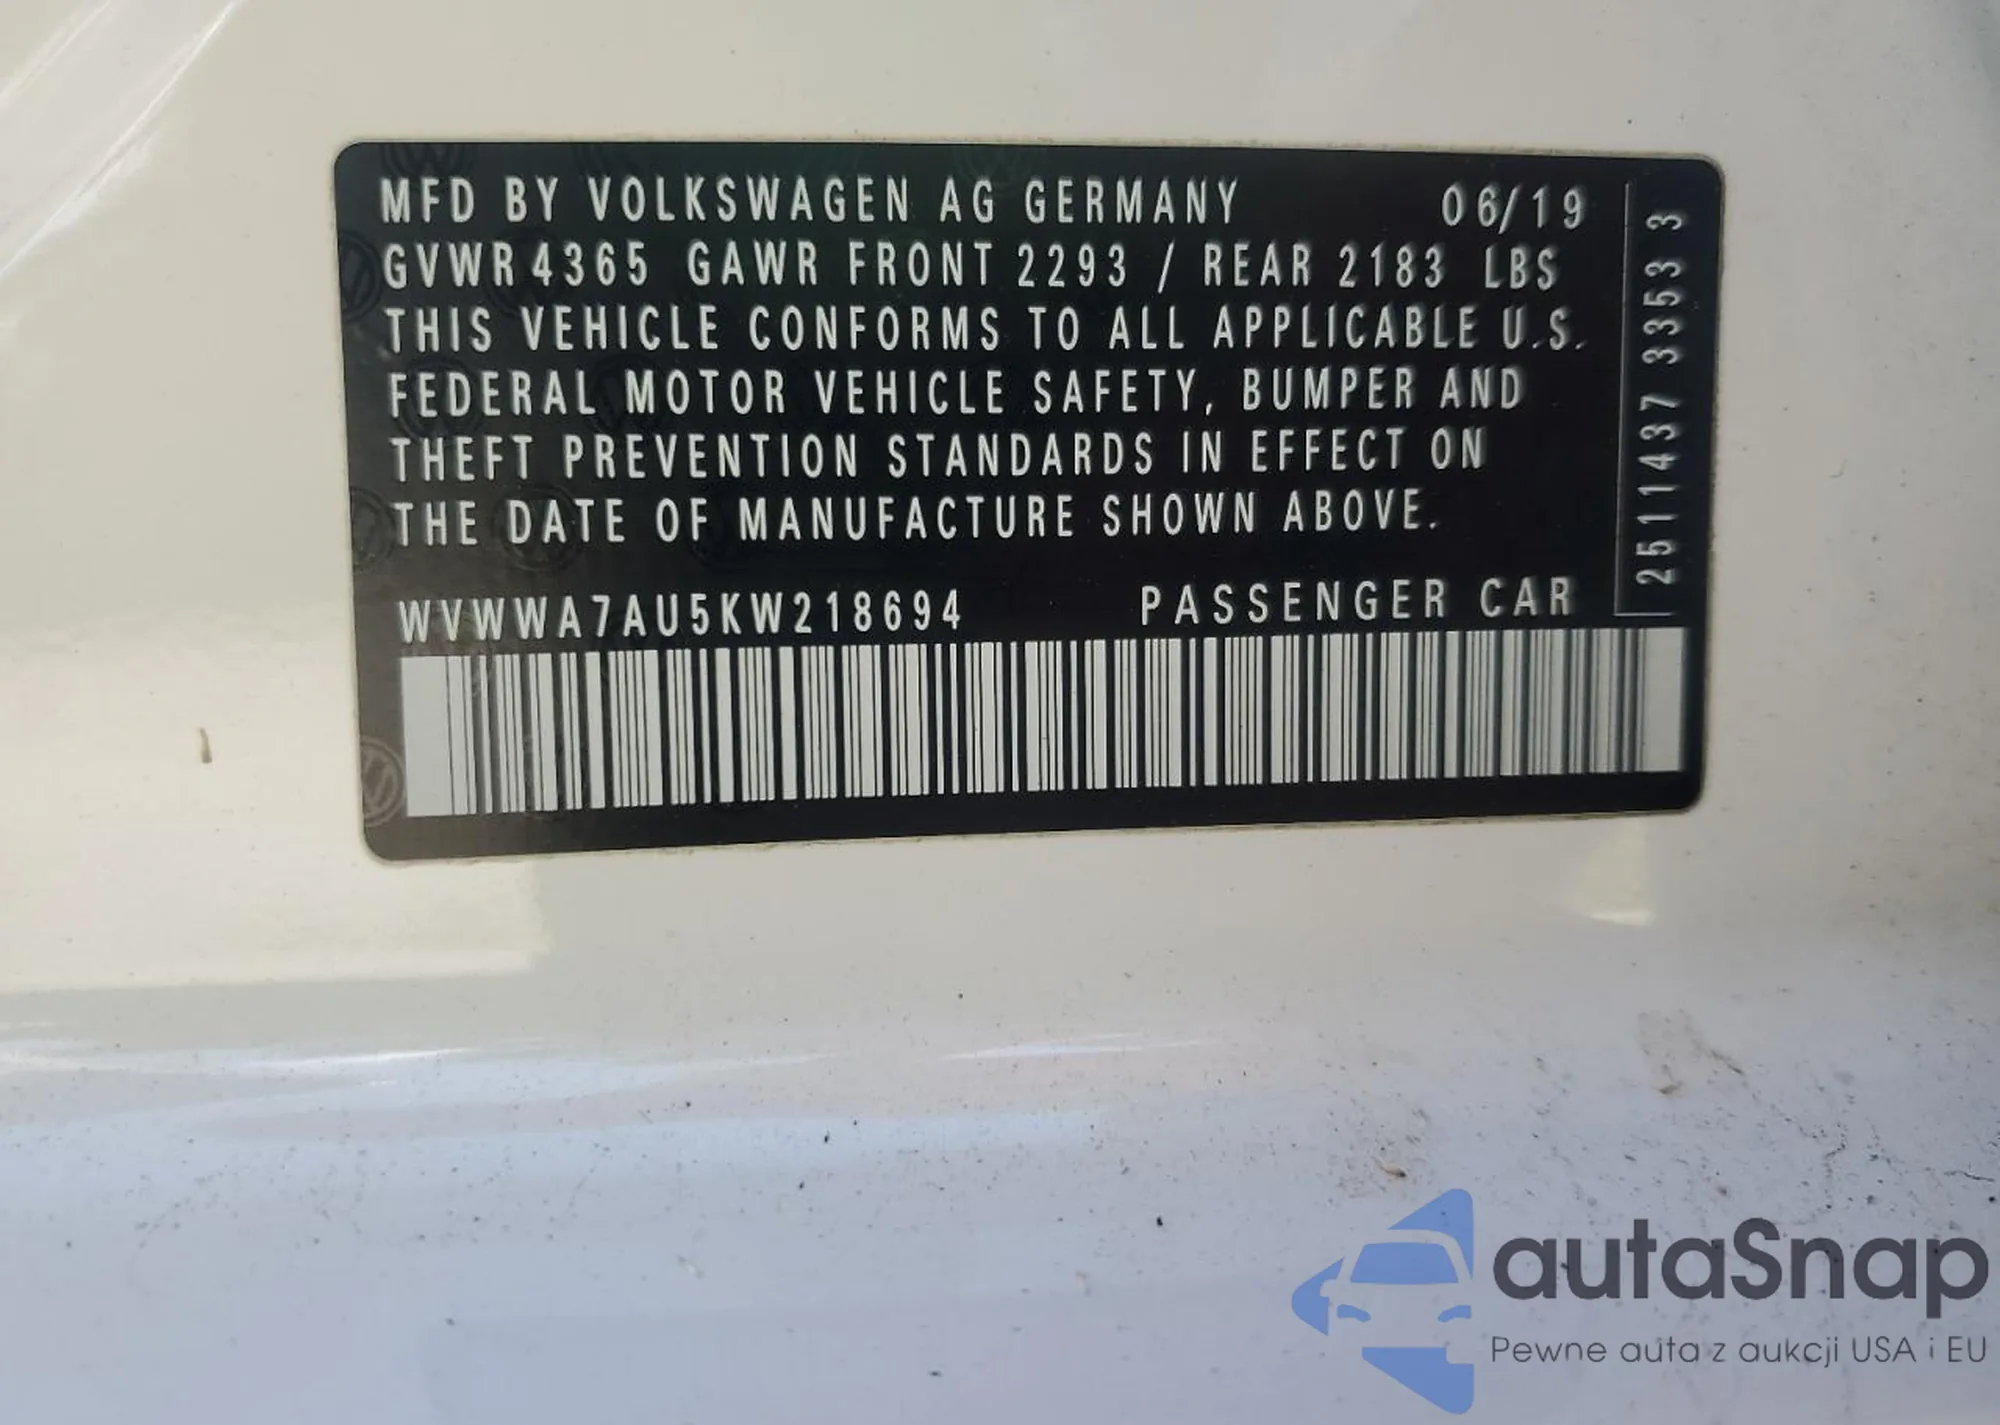 MFD BY VOLKSWAGEN AG GERMANY 06/19
GVWR 4365 GAWR FRONT 2293 / REAR 2183 LBS
THIS VEHICLE CONFORMS TO ALL APPLICABLE U.S.
FEDERAL MOTOR VEHICLE SAFETY, BUMPER AND
THEFT PREVENTION STANDARDS IN EFFECT ON
THE DATE OF MANUFACTURE SHOWN ABOVE.
WVWWA7AU5KW218694 PASSENGER CAR
2511437 3353 3
autaSnap
Pewne auta z aukcji USA i EU